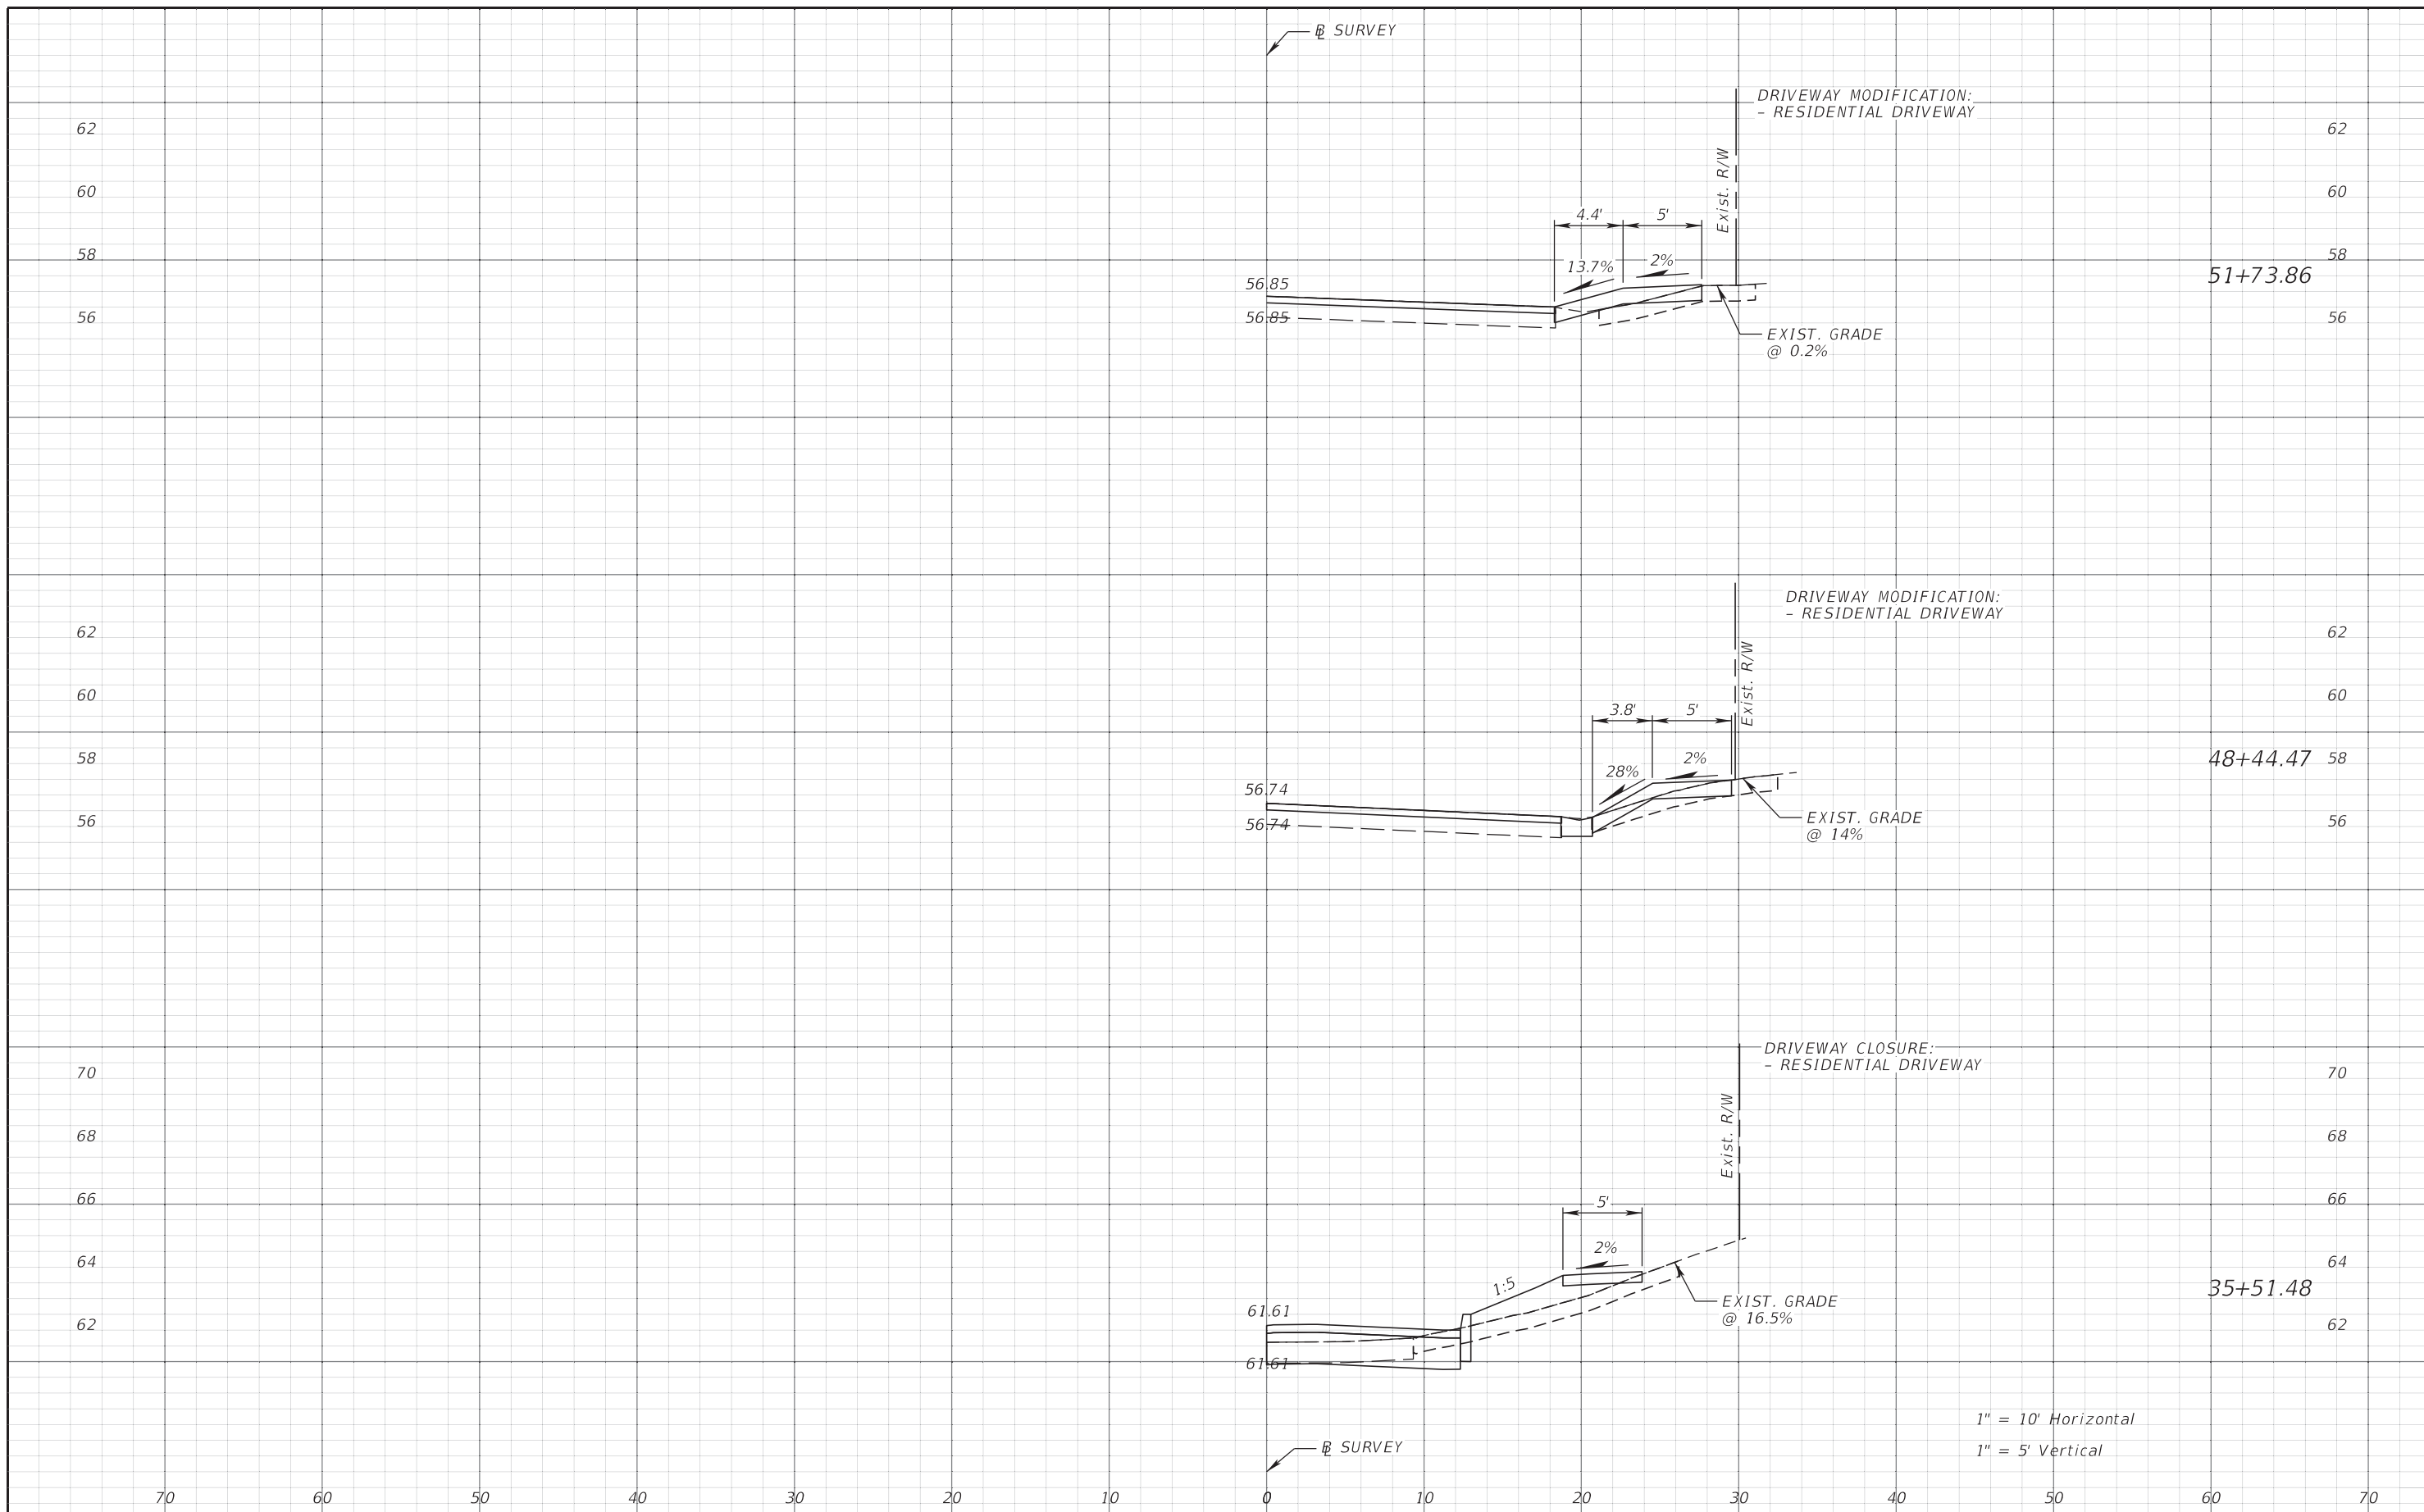 BL SURVEY
DRIVEWAY MODIFICATION:
– RESIDENTIAL DRIVEWAY
62 62
60 60
Exist. R/W
4.4' 5'
58 58
13.7% 2%
51+73.86
56.85
56 56.85 56
EXIST. GRADE
@ 0.2%
DRIVEWAY MODIFICATION:
– RESIDENTIAL DRIVEWAY
62 62
60 60
Exist. R/W
3.8' 5'
58 48+44.47 58
28% 2%
56.74
56 56.74 56
EXIST. GRADE
@ 14%
DRIVEWAY CLOSURE:
– RESIDENTIAL DRIVEWAY
70 70
68 68
Exist. R/W
66 66
5'
2%
64 64
1:5
35+51.48
61.61
EXIST. GRADE
@ 16.5%
62 62
61.61
1" = 10' Horizontal
1" = 5' Vertical
BL SURVEY
70 60 50 40 30 20 10 0 10 20 30 40 50 60 70